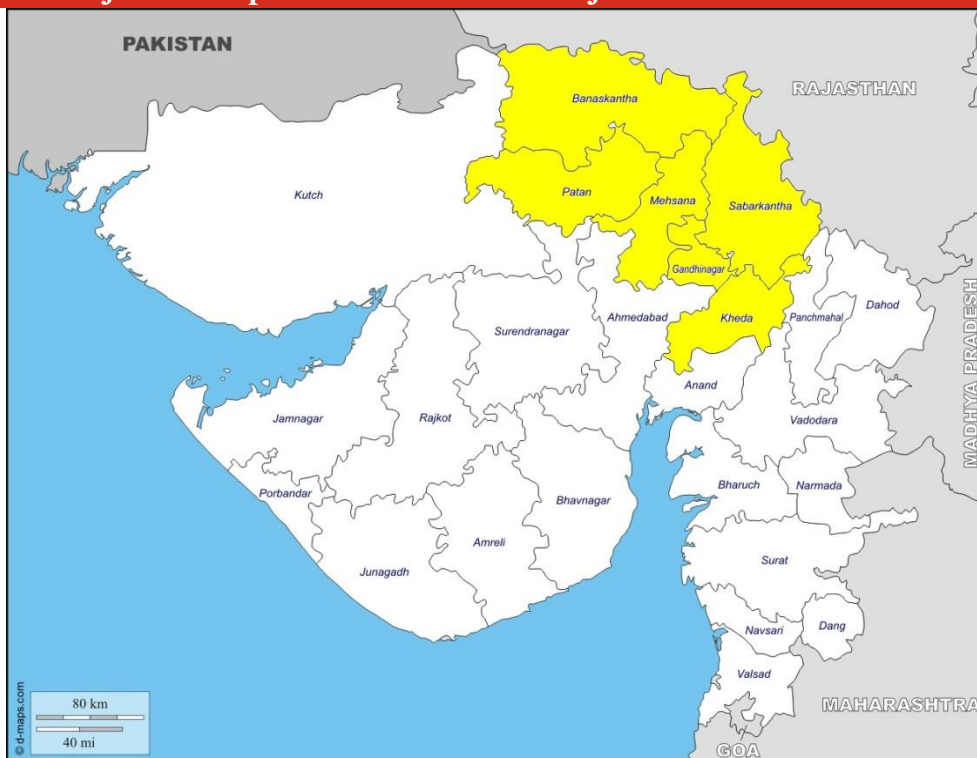 PAKISTAN
RAJASTHAN
Banaskantha
Patan
Mehsana
Sabarkantha
Kutch
Gandhinagar
Ahmedabad
Kheda
Panchmahal
Dahod
Surendranagar
Anand
MADHYA PRADESH
Jamnagar
Rajkot
Vadodara
Porbandar
Bhavnagar
Bharuch
Narmada
Amreli
Junagadh
Surat
Navsari
Dang
Valsad
MAHARASHTRA
GOA
80 km
40 mi
© d-maps.com